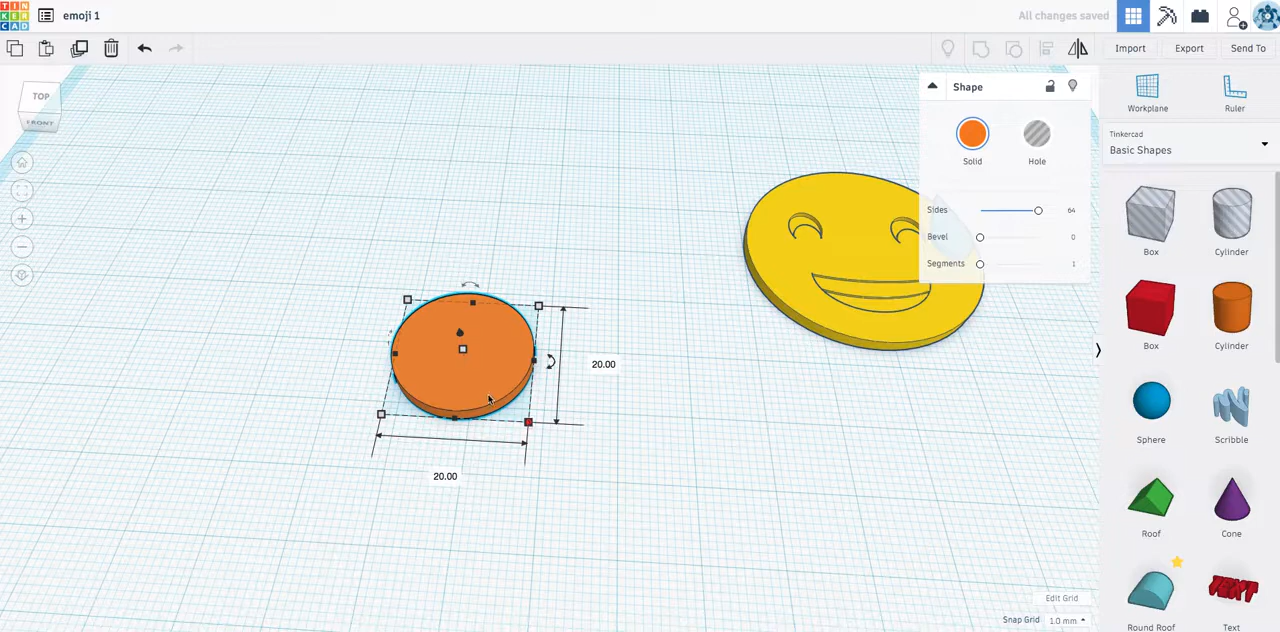 TIN
KER
CAD
emoji 1
All changes saved
Import
Export
Send To
TOP
FRONT
Shape
Solid
Hole
Sides
64
Bevel
0
Segments
1
Workplane
Ruler
Tinkercad
Basic Shapes
Box
Cylinder
Box
Cylinder
Sphere
Scribble
Roof
Cone
Round Roof
TEXT
Text
20.00
20.00
Edit Grid
Snap Grid
1.0 mm